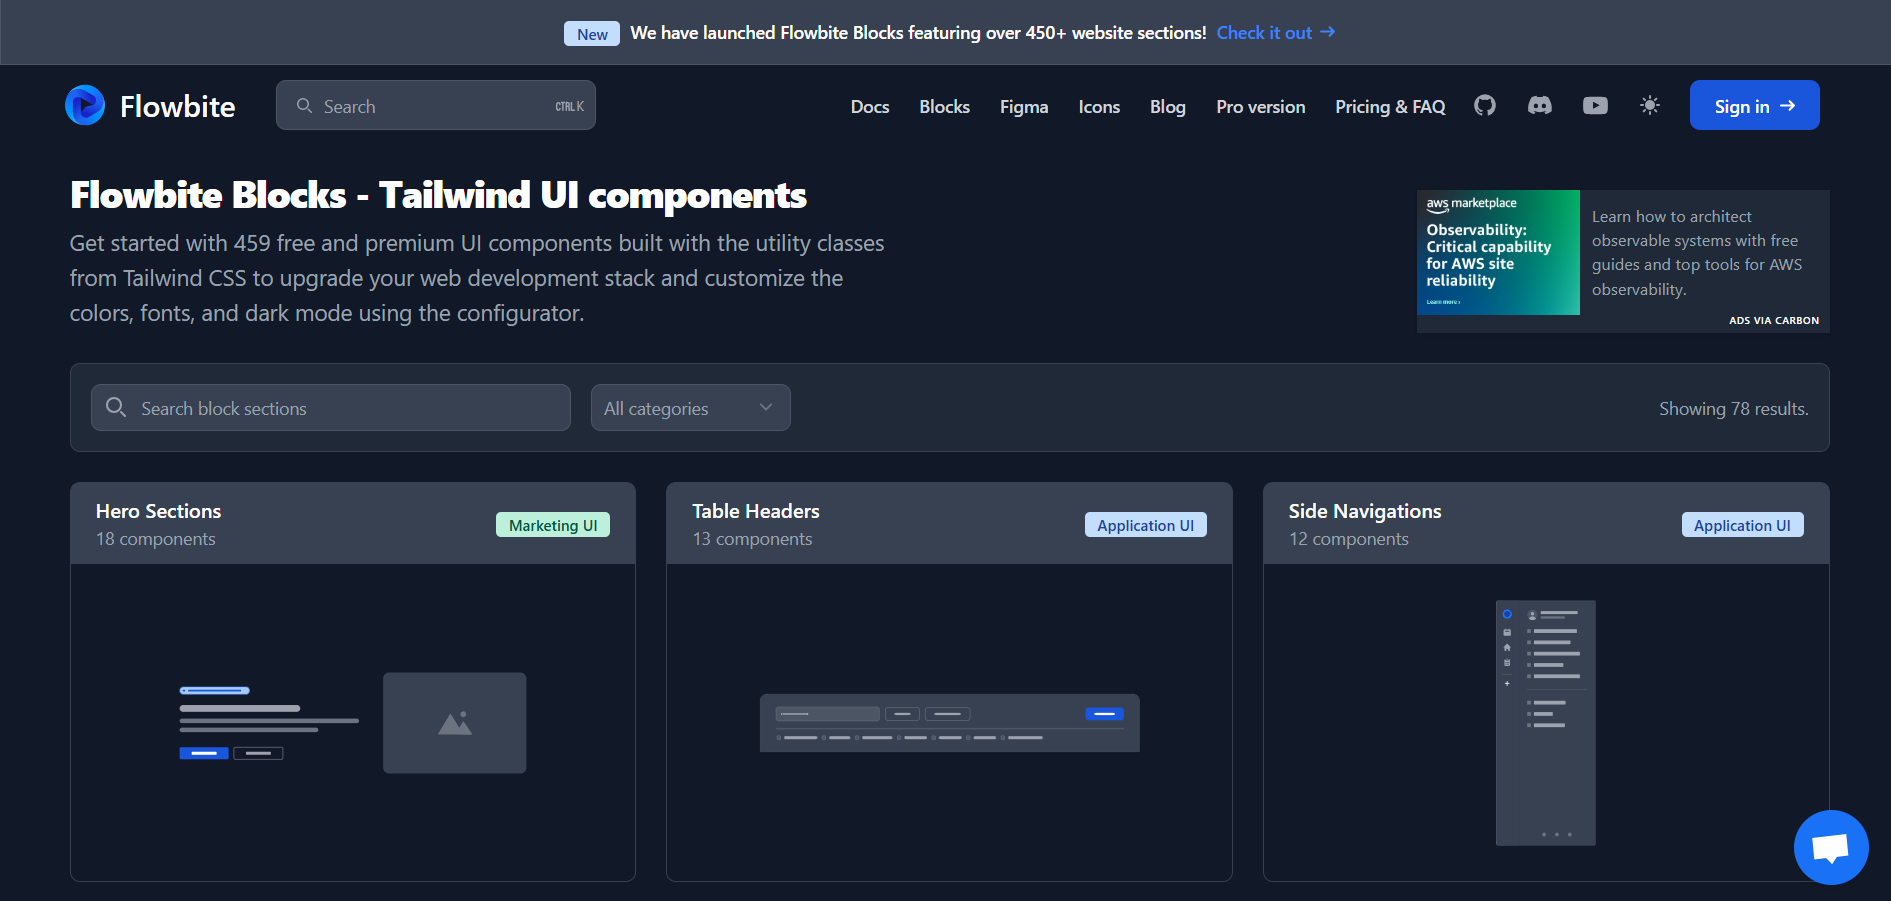 New We have launched Flowbite Blocks featuring over 450+ website sections! Check it out →
Flowbite
Search
CTRL K
Docs
Blocks
Figma
Icons
Blog
Pro version
Pricing & FAQ
Sign in →
Flowbite Blocks - Tailwind UI components
Get started with 459 free and premium UI components built with the utility classes
from Tailwind CSS to upgrade your web development stack and customize the
colors, fonts, and dark mode using the configurator.
aws marketplace
Observability:
Critical capability
for AWS site
reliability
Learn more ›
Learn how to architect
observable systems with free
guides and top tools for AWS
observability.
ADS VIA CARBON
Search block sections
All categories
Showing 78 results.
Hero Sections
18 components
Marketing UI
Table Headers
13 components
Application UI
Side Navigations
12 components
Application UI